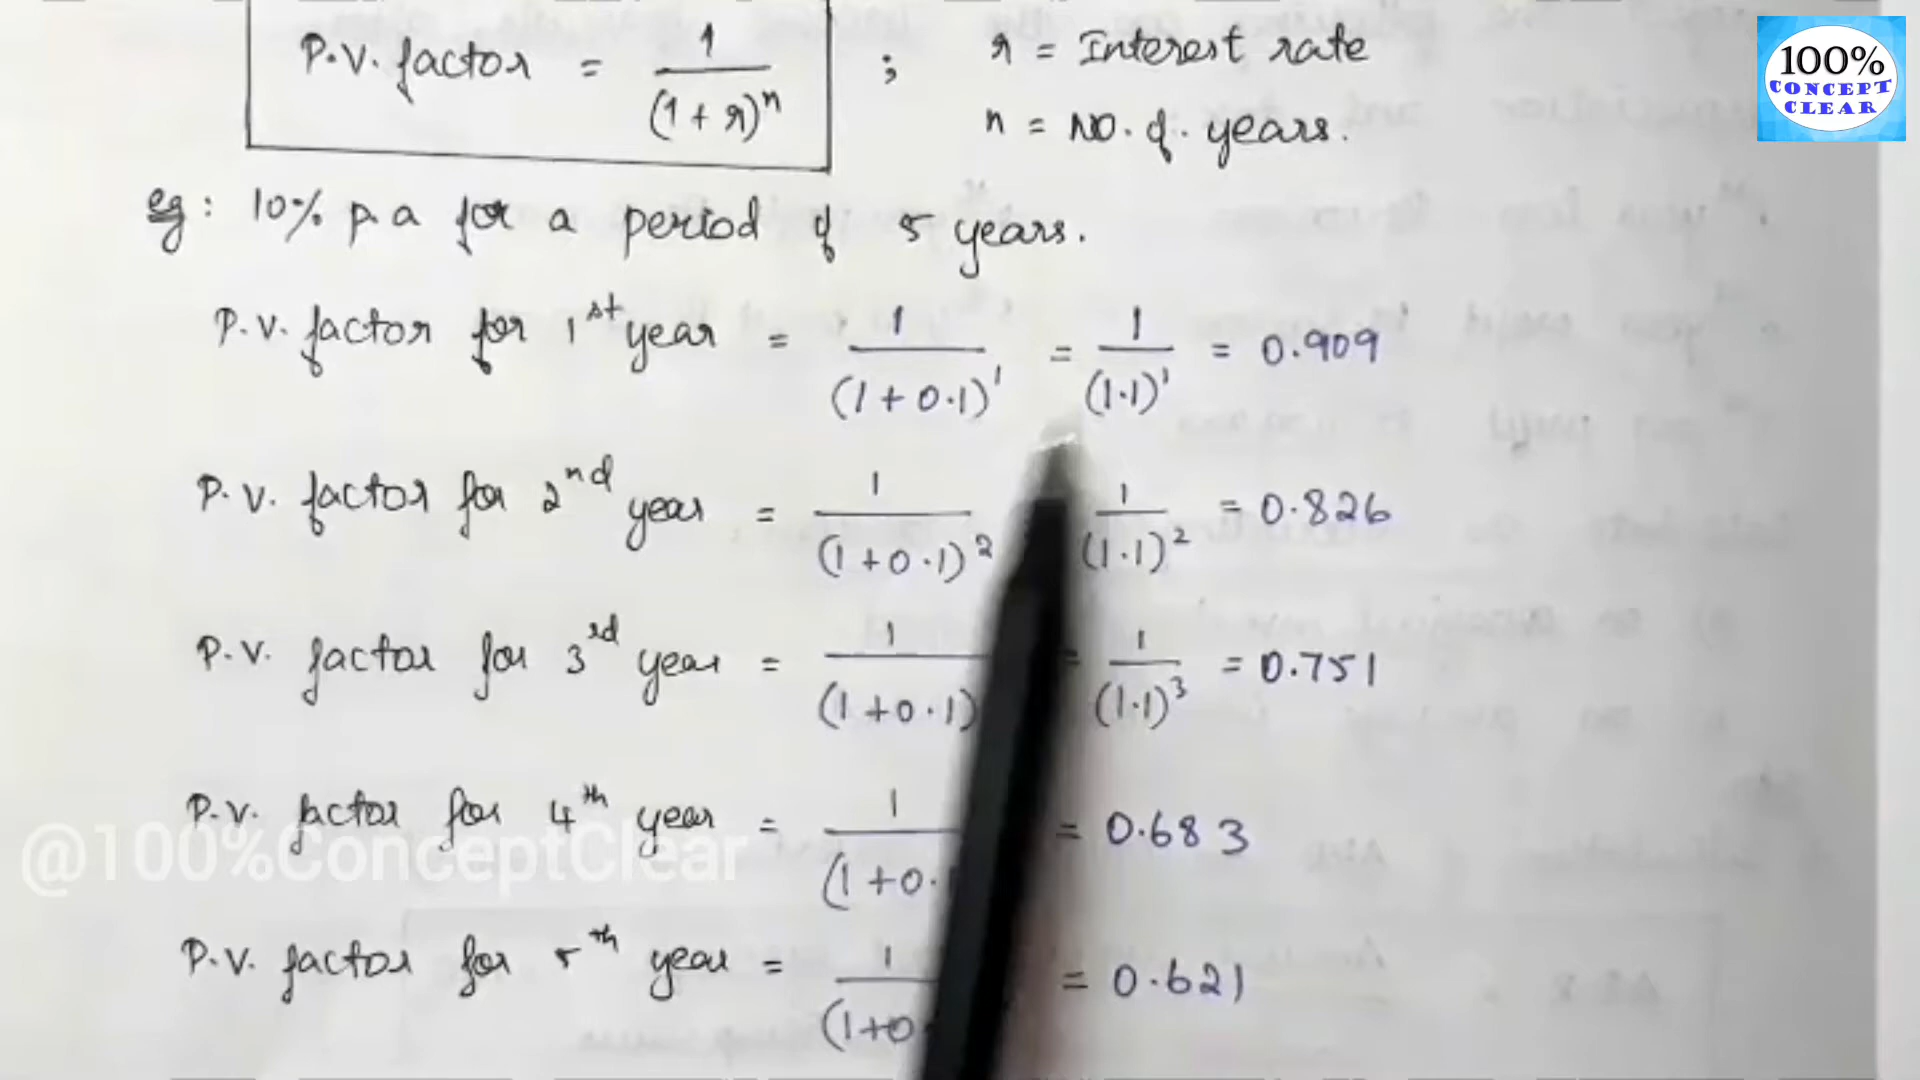 100%
CONCEPT
CLEAR
P.V. factor = 1/(1+r)^n ; r = Interest rate
n = No. of. years.
eg: 10% p.a for a period of 5 years.
P.V. factor for 1st year = 1/(1+0.1)^1 = 1/(1.1)^1 = 0.909
P.V. factor for 2nd year = 1/(1+0.1)^2 1/(1.1)^2 = 0.826
P.V. factor for 3rd year = 1/(1+0.1) = 1/(1.1)^3 = 0.751
P.V. factor for 4th year = 1/(1+0. = 0.683
@100%ConceptClear
P.V. factor for 5th year = 1/(1+0 = 0.621